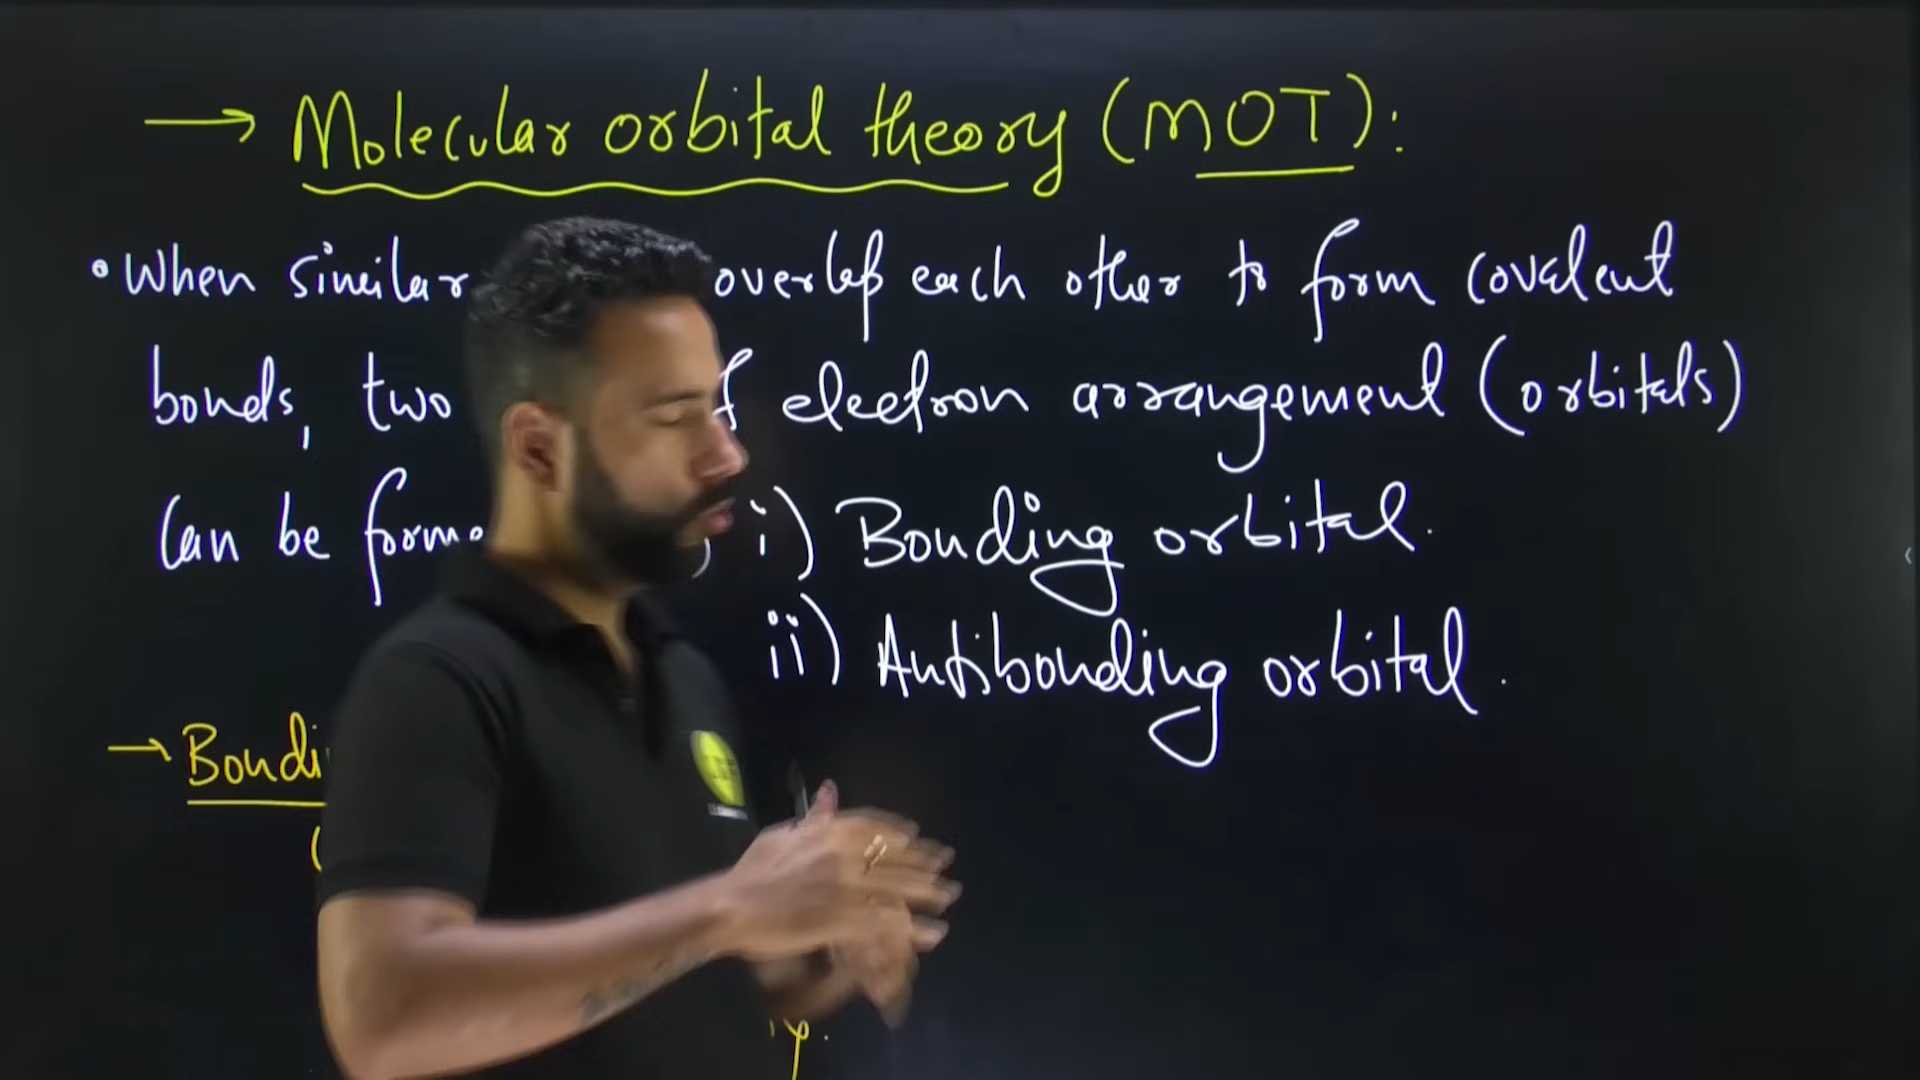 → Molecular orbital theory (MOT):
• When similar overlap each other to form covalent
bonds, two of electron arrangement (orbitals)
can be i) Bonding orbital.
ii) Antibonding orbital.
→